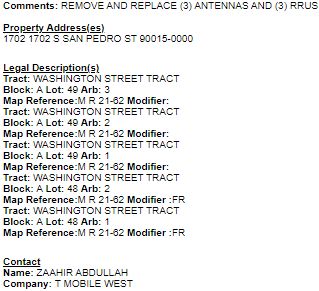 Comments: REMOVE AND REPLACE (3) ANTENNAS AND (3) RRUS
Property Address(es)
1702 1702 S SAN PEDRO ST 90015-0000
Legal Description(s)
Tract: WASHINGTON STREET TRACT
Block: A Lot: 49 Arb: 3
Map Reference:M R 21-62 Modifier:
Tract: WASHINGTON STREET TRACT
Block: A Lot: 49 Arb: 2
Map Reference:M R 21-62 Modifier:
Tract: WASHINGTON STREET TRACT
Block: A Lot: 49 Arb: 1
Map Reference:M R 21-62 Modifier:
Tract: WASHINGTON STREET TRACT
Block: A Lot: 48 Arb: 2
Map Reference:M R 21-62 Modifier :FR
Tract: WASHINGTON STREET TRACT
Block: A Lot: 48 Arb: 1
Map Reference:M R 21-62 Modifier :FR
Contact
Name: ZAAHIR ABDULLAH
Company: T MOBILE WEST